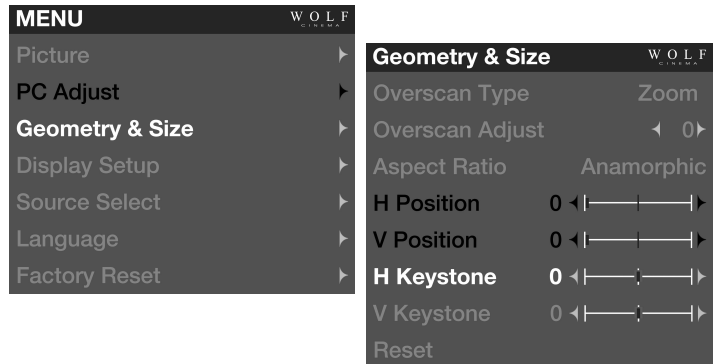 MENU
WOLF
CINEMA
Picture
PC Adjust
Geometry & Size
Display Setup
Source Select
Language
Factory Reset
Geometry & Size
WOLF
CINEMA
Overscan Type Zoom
Overscan Adjust 0
Aspect Ratio Anamorphic
H Position 0
V Position 0
H Keystone 0
V Keystone 0
Reset